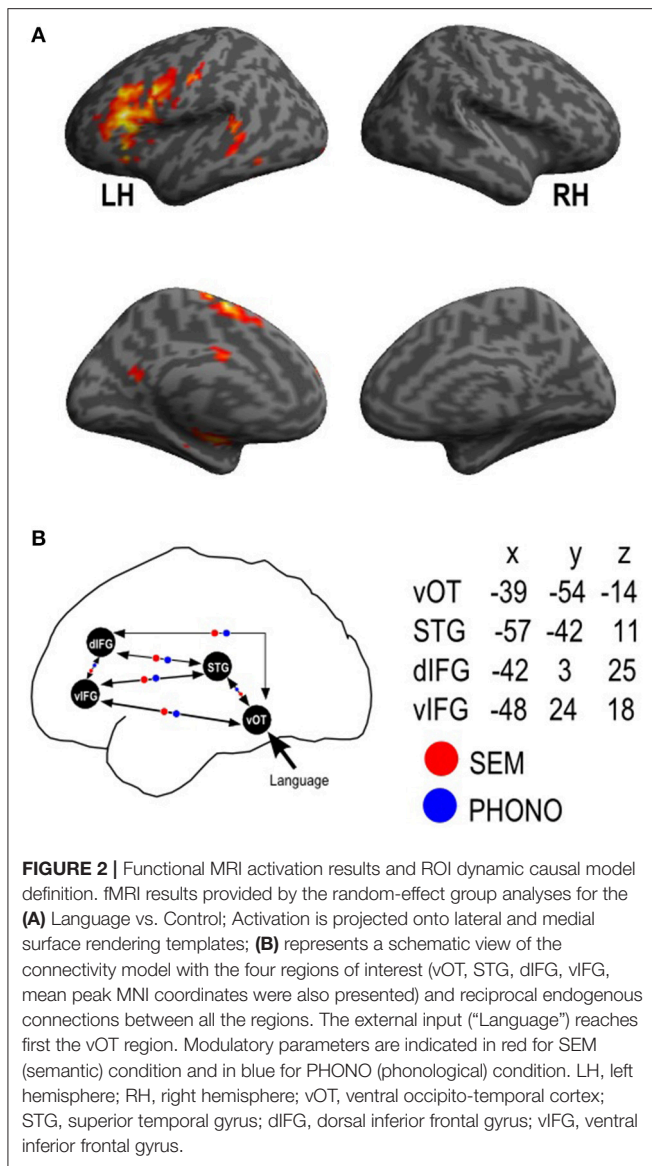 A
LH
RH
B
dIFG
STG
vIFG
vOT
Language
x y z
vOT -39 -54 -14
STG -57 -42 11
dIFG -42 3 25
vIFG -48 24 18
SEM
PHONO
FIGURE 2 | Functional MRI activation results and ROI dynamic causal model
definition. fMRI results provided by the random-effect group analyses for the
(A) Language vs. Control; Activation is projected onto lateral and medial
surface rendering templates; (B) represents a schematic view of the
connectivity model with the four regions of interest (vOT, STG, dIFG, vIFG,
mean peak MNI coordinates were also presented) and reciprocal endogenous
connections between all the regions. The external input (“Language”) reaches
first the vOT region. Modulatory parameters are indicated in red for SEM
(semantic) condition and in blue for PHONO (phonological) condition. LH, left
hemisphere; RH, right hemisphere; vOT, ventral occipito-temporal cortex;
STG, superior temporal gyrus; dIFG, dorsal inferior frontal gyrus; vIFG, ventral
inferior frontal gyrus.